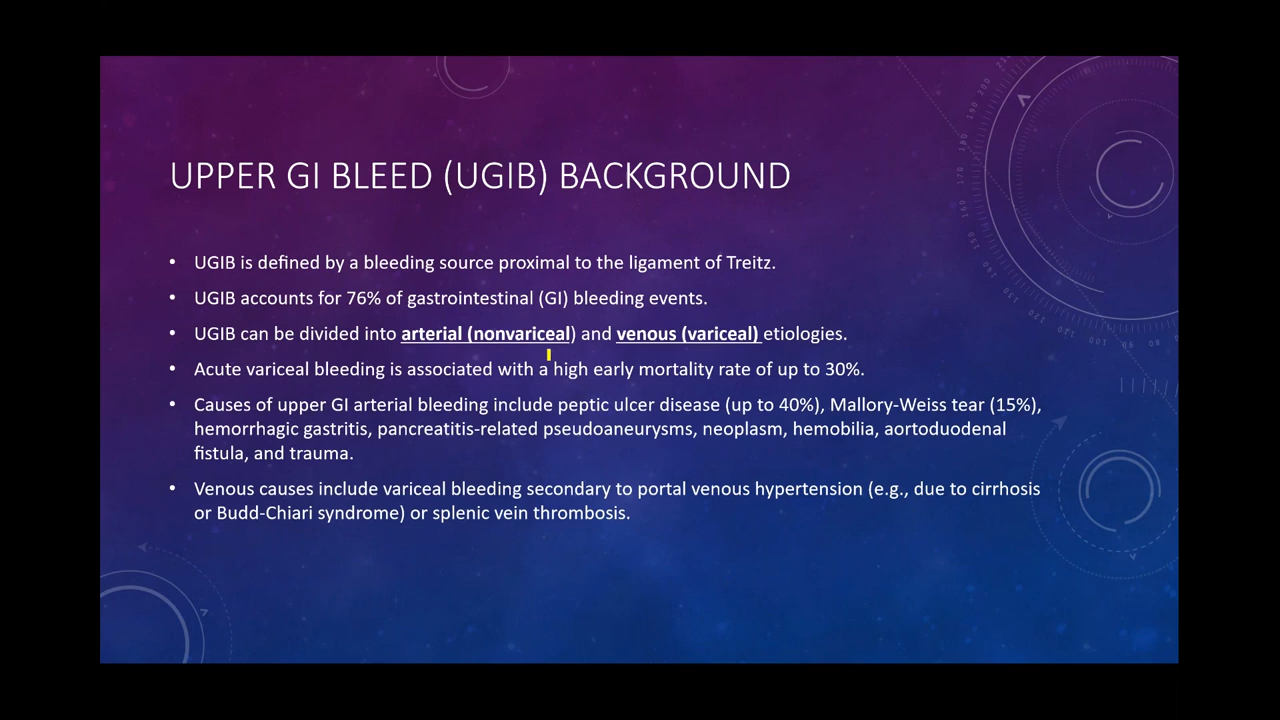 UPPER GI BLEED (UGIB) BACKGROUND
• UGIB is defined by a bleeding source proximal to the ligament of Treitz.
• UGIB accounts for 76% of gastrointestinal (GI) bleeding events.
• UGIB can be divided into arterial (nonvariceal) and venous (variceal) etiologies.
• Acute variceal bleeding is associated with a high early mortality rate of up to 30%.
• Causes of upper GI arterial bleeding include peptic ulcer disease (up to 40%), Mallory-Weiss tear (15%),
hemorrhagic gastritis, pancreatitis-related pseudoaneurysms, neoplasm, hemobilia, aortoduodenal
fistula, and trauma.
• Venous causes include variceal bleeding secondary to portal venous hypertension (e.g., due to cirrhosis
or Budd-Chiari syndrome) or splenic vein thrombosis.